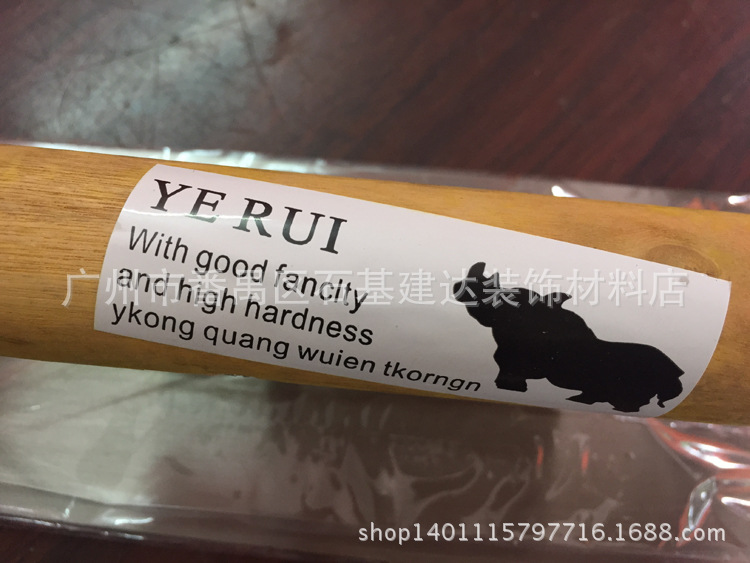 YE RUI
With good fancity
and high hardness
ykong quang wuien tkorngn
广州市番禺区百基建达装饰材料店
shop1401115797716.1688.com